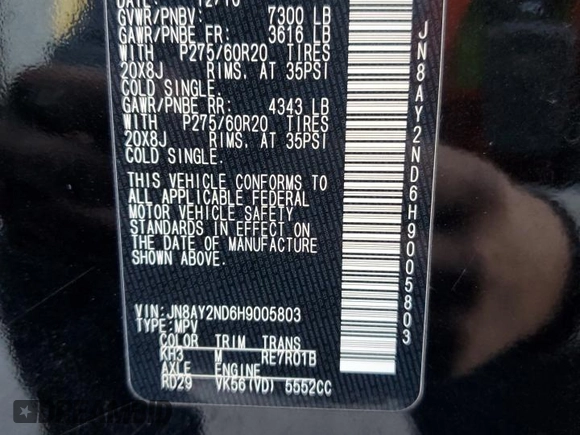 DATE: 12/16
GVWR/PNBV: 7300 LB
GAWR/PNBE FR: 3616 LB
WITH P275/60R20 TIRES
20X8J RIMS, AT 35PSI
COLD SINGLE.
GAWR/PNBE RR: 4343 LB
WITH P275/60R20 TIRES
20X8J RIMS, AT 35PSI
COLD SINGLE.
THIS VEHICLE CONFORMS TO
ALL APPLICABLE FEDERAL
MOTOR VEHICLE SAFETY
STANDARDS IN EFFECT ON
THE DATE OF MANUFACTURE
SHOWN ABOVE.
VIN:JN8AY2ND6H9005803
TYPE:MPV
COLOR TRIM TRANS
KH3 M RE7R01B
AXLE ENGINE
RD29 VK56(VD) 5552CC
JN8AY2ND6H9005803